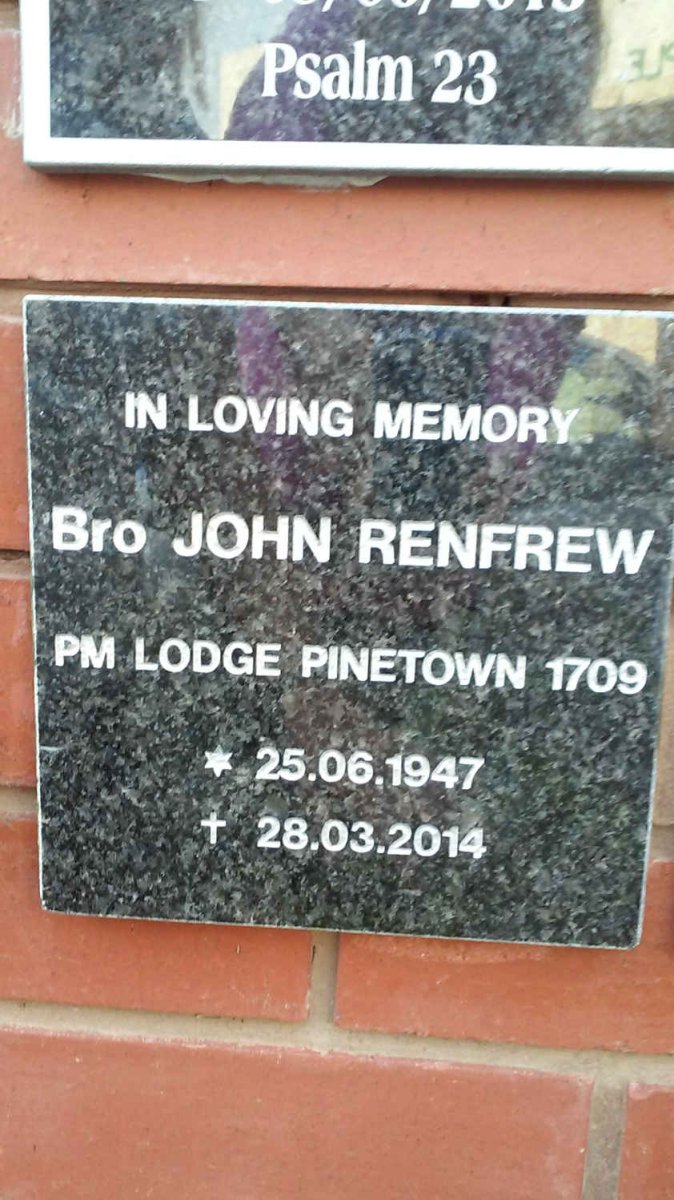 Psalm 23
IN LOVING MEMORY
Bro JOHN RENFREW
PM LODGE PINETOWN 1709
* 25.06.1947
✝ 28.03.2014